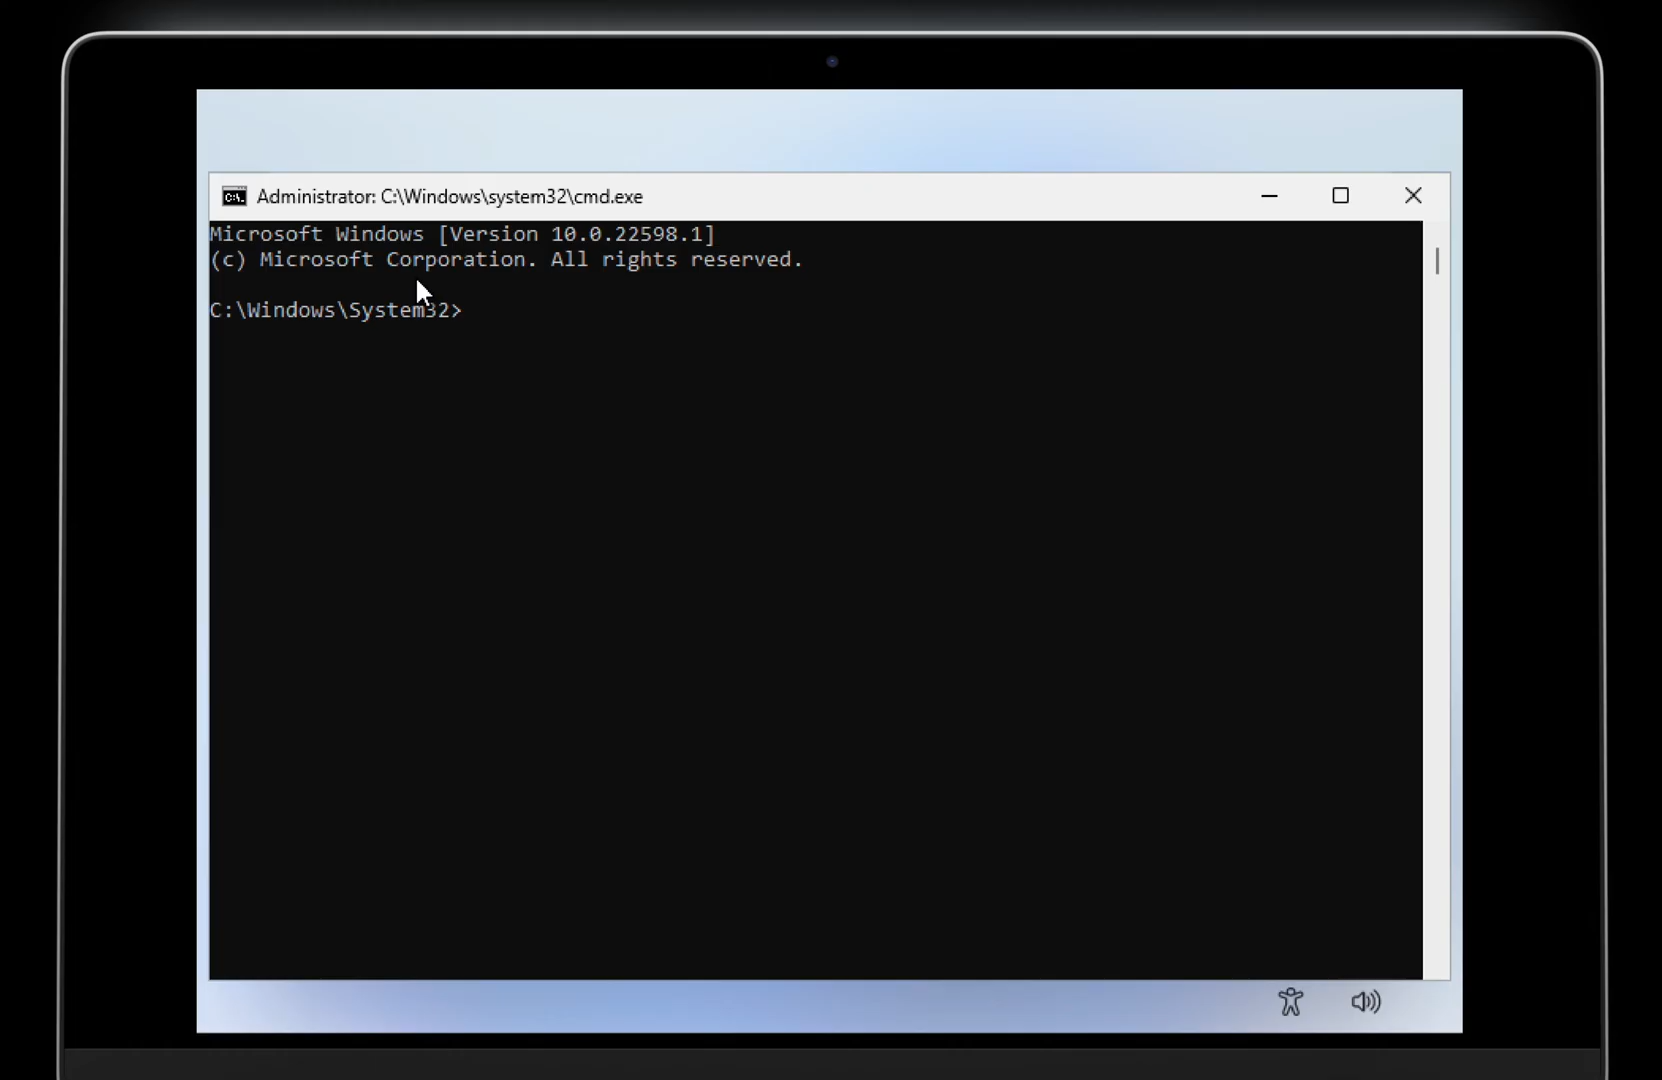 Administrator: C:\Windows\system32\cmd.exe
Microsoft Windows [Version 10.0.22598.1]
(c) Microsoft Corporation. All rights reserved.
C:\Windows\System32>